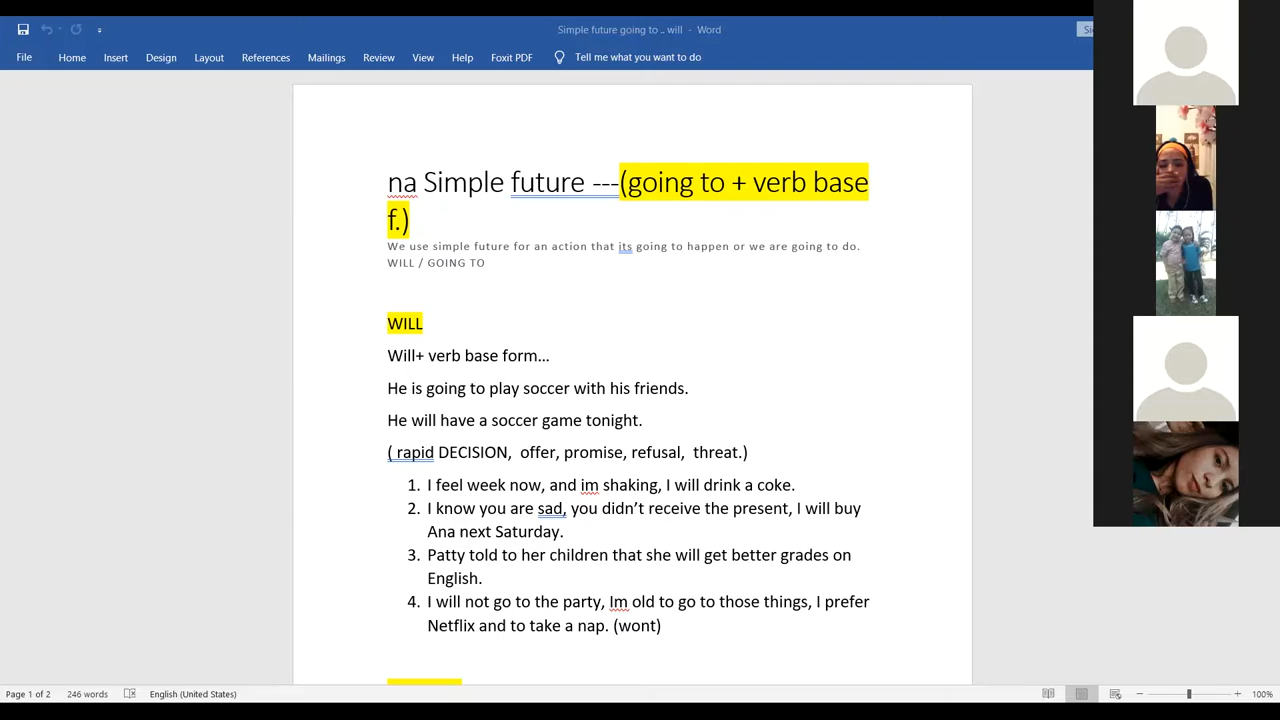 Simple future going to .. will - Word
File Home Insert Design Layout References Mailings Review View Help Foxit PDF Tell me what you want to do
na Simple future ---(going to + verb base
f.)
We use simple future for an action that its going to happen or we are going to do.
WILL / GOING TO
WILL
Will+ verb base form...
He is going to play soccer with his friends.
He will have a soccer game tonight.
( rapid DECISION, offer, promise, refusal, threat.)
1. I feel week now, and im shaking, I will drink a coke.
2. I know you are sad, you didn't receive the present, I will buy
Ana next Saturday.
3. Patty told to her children that she will get better grades on
English.
4. I will not go to the party, Im old to go to those things, I prefer
Netflix and to take a nap. (wont)
Page 1 of 2 246 words English (United States) 100%